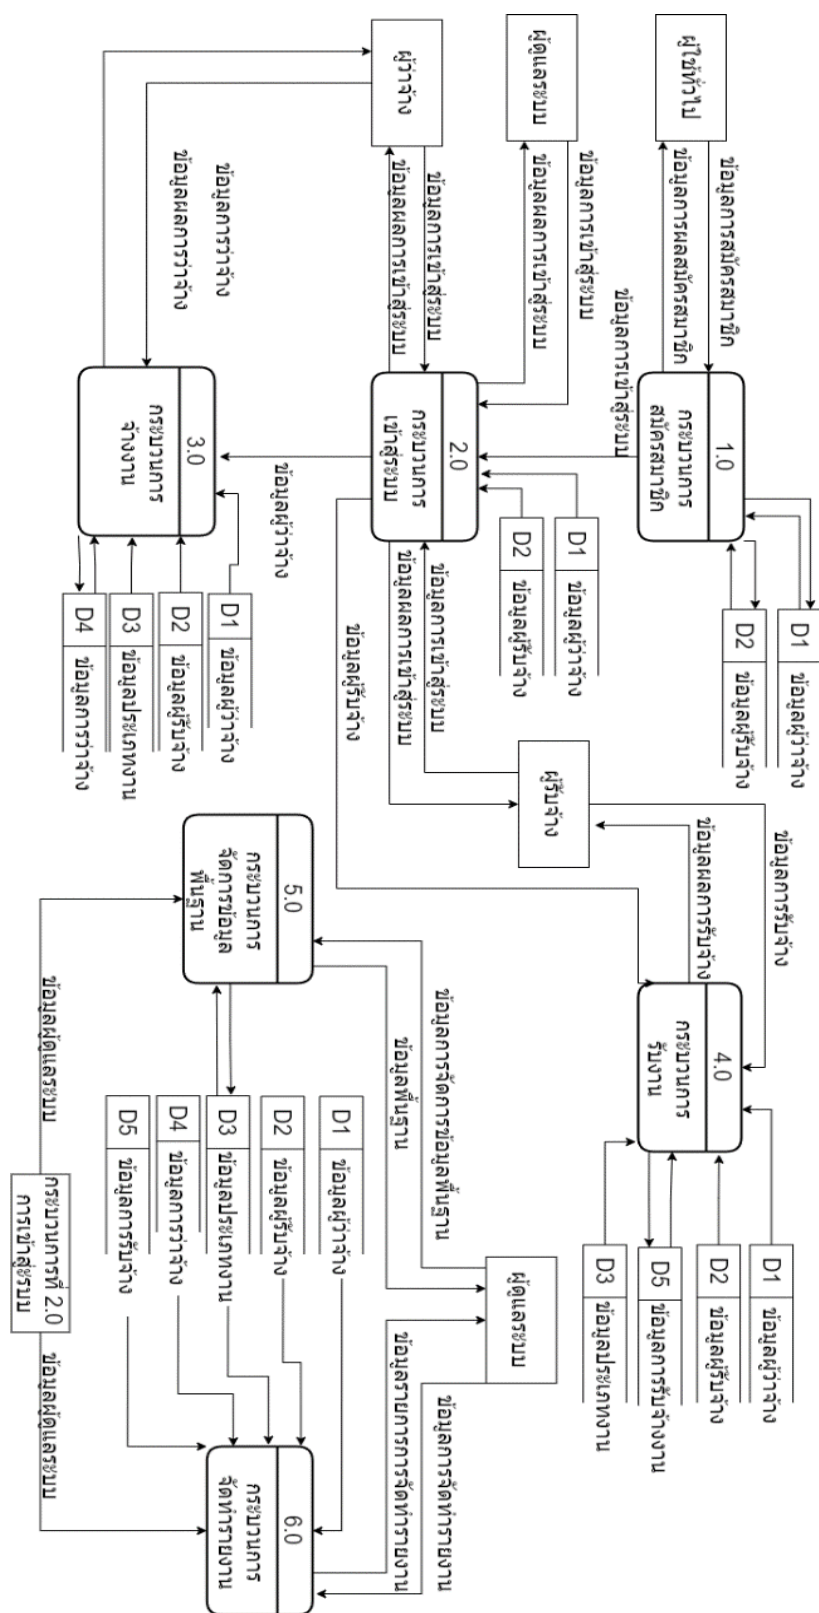 ผู้ใช้ทั่วไป
ข้อมูลการสมัครสมาชิก
ข้อมูลการผลสมัครสมาชิก
1.0
กระบวนการ
สมัครสมาชิก
D1 ข้อมูลผู้ว่าจ้าง
D2 ข้อมูลผู้รับจ้าง
ข้อมูลการเข้าสู่ระบบ
ผู้ดูแลระบบ
ข้อมูลการเข้าสู่ระบบ
ข้อมูลผลการเข้าสู่ระบบ
ผู้ว่าจ้าง
ข้อมูลการเข้าสู่ระบบ
ข้อมูลผลการเข้าสู่ระบบ
2.0
กระบวนการ
เข้าสู่ระบบ
D1 ข้อมูลผู้ว่าจ้าง
D2 ข้อมูลผู้รับจ้าง
ข้อมูลการเข้าสู่ระบบ
ข้อมูลผลการเข้าสู่ระบบ
ผู้รับจ้าง
ข้อมูลผู้รับจ้าง
ข้อมูลผู้ว่าจ้าง
ข้อมูลการว่าจ้าง
ข้อมูลผลการว่าจ้าง
3.0
กระบวนการ
จ้างงาน
D1 ข้อมูลผู้ว่าจ้าง
D2 ข้อมูลผู้รับจ้าง
D3 ข้อมูลประเภทงาน
D4 ข้อมูลการว่าจ้าง
ข้อมูลการรับจ้าง
ข้อมูลผลการรับจ้าง
4.0
กระบวนการ
รับงาน
D1 ข้อมูลผู้ว่าจ้าง
D2 ข้อมูลผู้รับจ้าง
D5 ข้อมูลการรับจ้างงาน
D3 ข้อมูลประเภทงาน
ผู้ดูแลระบบ
ข้อมูลการจัดการข้อมูลพื้นฐาน
ข้อมูลพื้นฐาน
ข้อมูลการจัดทำรายงาน
ข้อมูลรายการการจัดทำรายงาน
5.0
กระบวนการ
จัดการข้อมูล
พื้นฐาน
D1 ข้อมูลผู้ว่าจ้าง
D2 ข้อมูลผู้รับจ้าง
D3 ข้อมูลประเภทงาน
D4 ข้อมูลการว่าจ้าง
D5 ข้อมูลการรับจ้าง
6.0
กระบวนการ
จัดทำรายงาน
ข้อมูลผู้ดูแลระบบ
กระบวนการที่ 2.0
การเข้าสู่ะรบบ
ข้อมูลผู้ดูแลระบบ